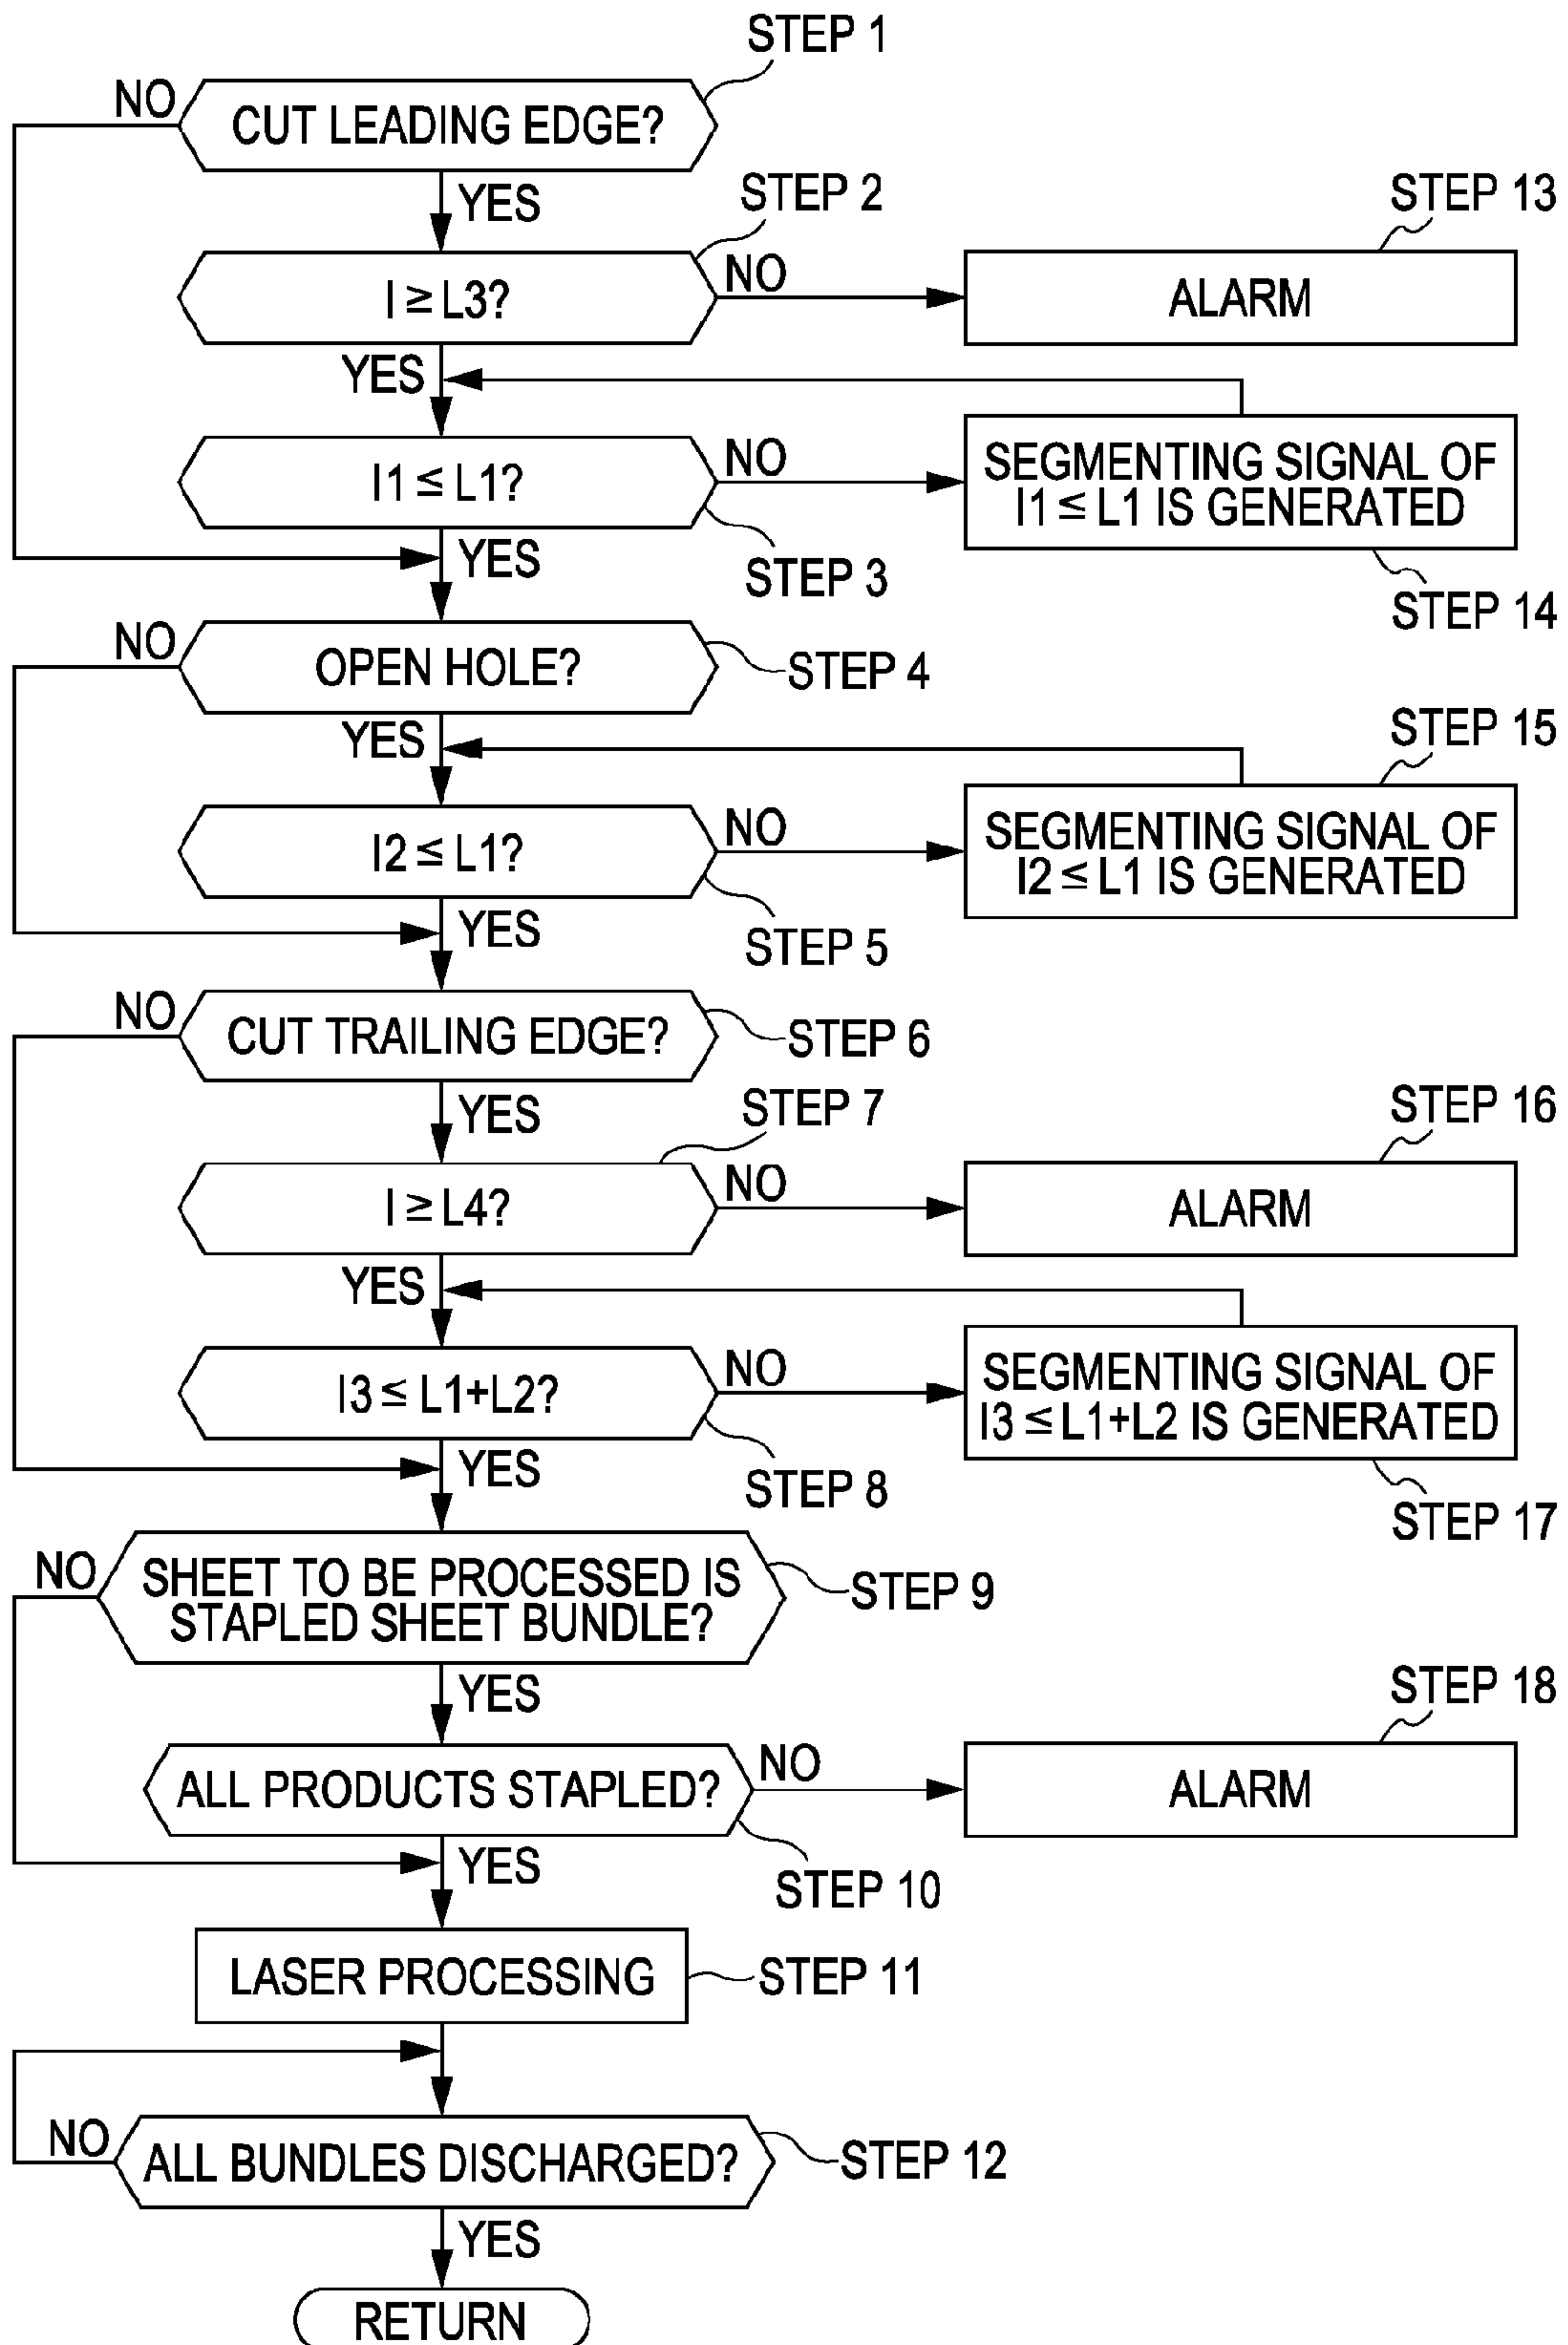 STEP 1
NO
CUT LEADING EDGE?
YES
STEP 2
STEP 13
I ≥ L3?
NO
ALARM
YES
I1 ≤ L1?
NO
SEGMENTING SIGNAL OF
I1 ≤ L1 IS GENERATED
YES
STEP 3
STEP 14
NO
OPEN HOLE?
STEP 4
YES
STEP 15
I2 ≤ L1?
NO
SEGMENTING SIGNAL OF
I2 ≤ L1 IS GENERATED
YES
STEP 5
NO
CUT TRAILING EDGE?
STEP 6
YES
STEP 7
STEP 16
I ≥ L4?
NO
ALARM
YES
I3 ≤ L1+L2?
NO
SEGMENTING SIGNAL OF
I3 ≤ L1+L2 IS GENERATED
YES
STEP 8
STEP 17
NO
SHEET TO BE PROCESSED IS
STAPLED SHEET BUNDLE?
STEP 9
YES
STEP 18
ALL PRODUCTS STAPLED?
NO
ALARM
YES
STEP 10
LASER PROCESSING
STEP 11
NO
ALL BUNDLES DISCHARGED?
STEP 12
YES
RETURN